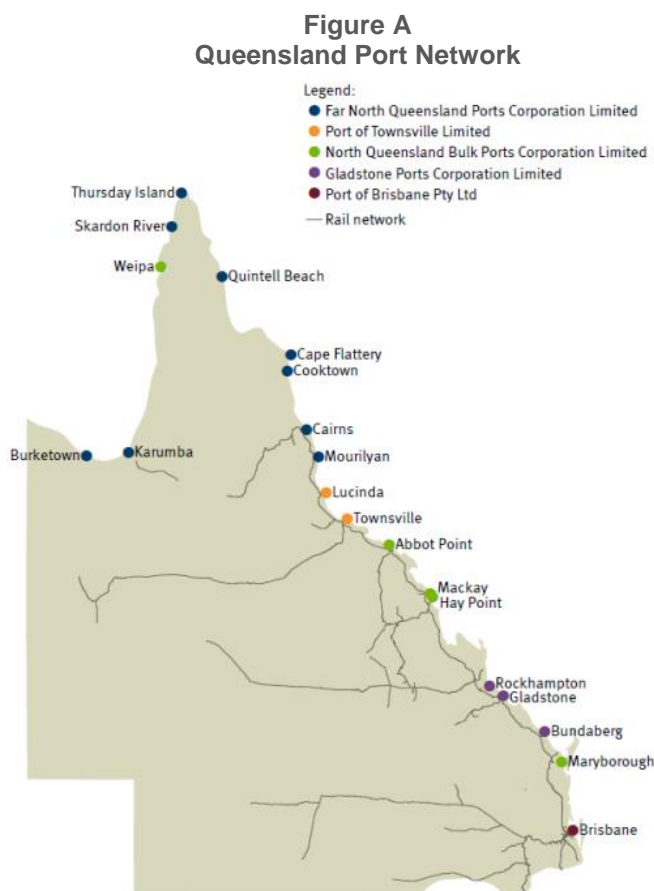 Figure A
Queensland Port Network
Legend:
Far North Queensland Ports Corporation Limited
Port of Townsville Limited
North Queensland Bulk Ports Corporation Limited
Gladstone Ports Corporation Limited
Port of Brisbane Pty Ltd
Rail network
Thursday Island
Skardon River
Weipa
Quintell Beach
Cape Flattery
Cooktown
Cairns
Burketown
Karumba
Mourilyan
Lucinda
Townsville
Abbot Point
Mackay
Hay Point
Rockhampton
Gladstone
Bundaberg
Maryborough
Brisbane